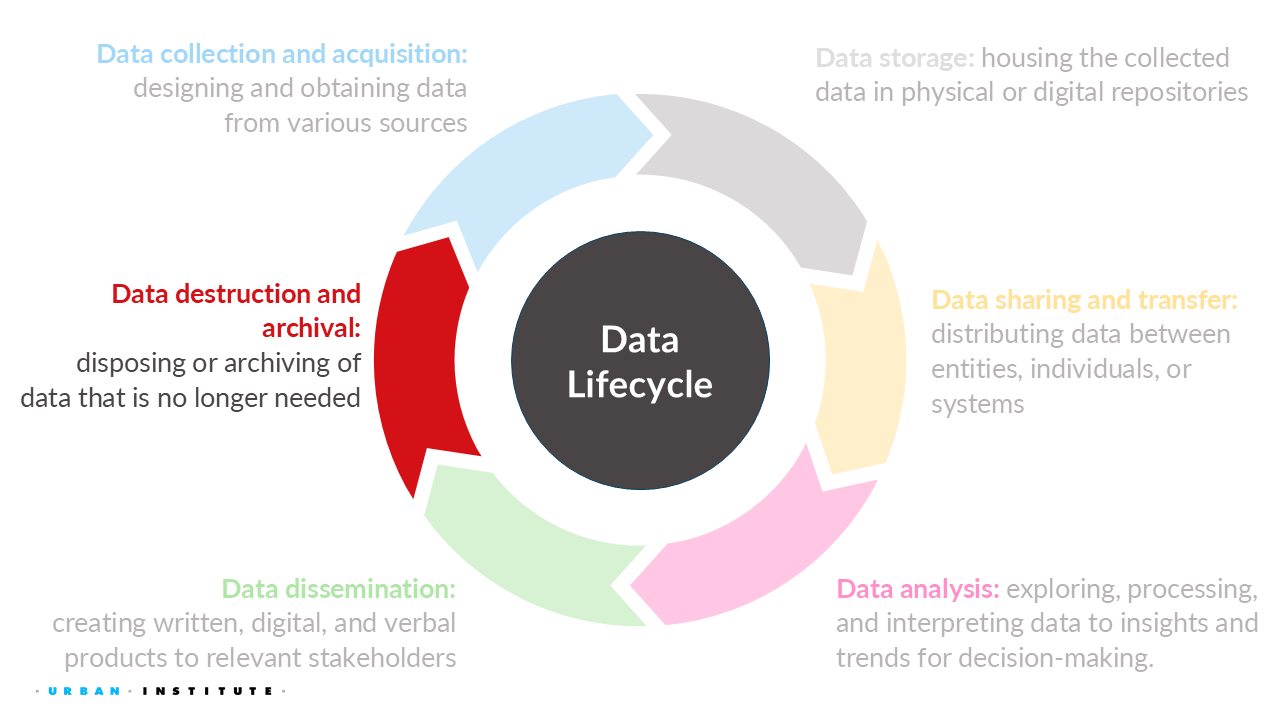 Data collection and acquisition:
designing and obtaining data
from various sources
Data storage: housing the collected
data in physical or digital repositories
Data sharing and transfer:
distributing data between
entities, individuals, or
systems
Data analysis: exploring, processing,
and interpreting data to insights and
trends for decision-making.
Data dissemination:
creating written, digital, and verbal
products to relevant stakeholders
Data destruction and
archival:
disposing or archiving of
data that is no longer needed
Data
Lifecycle
· URBAN · INSTITUTE ·